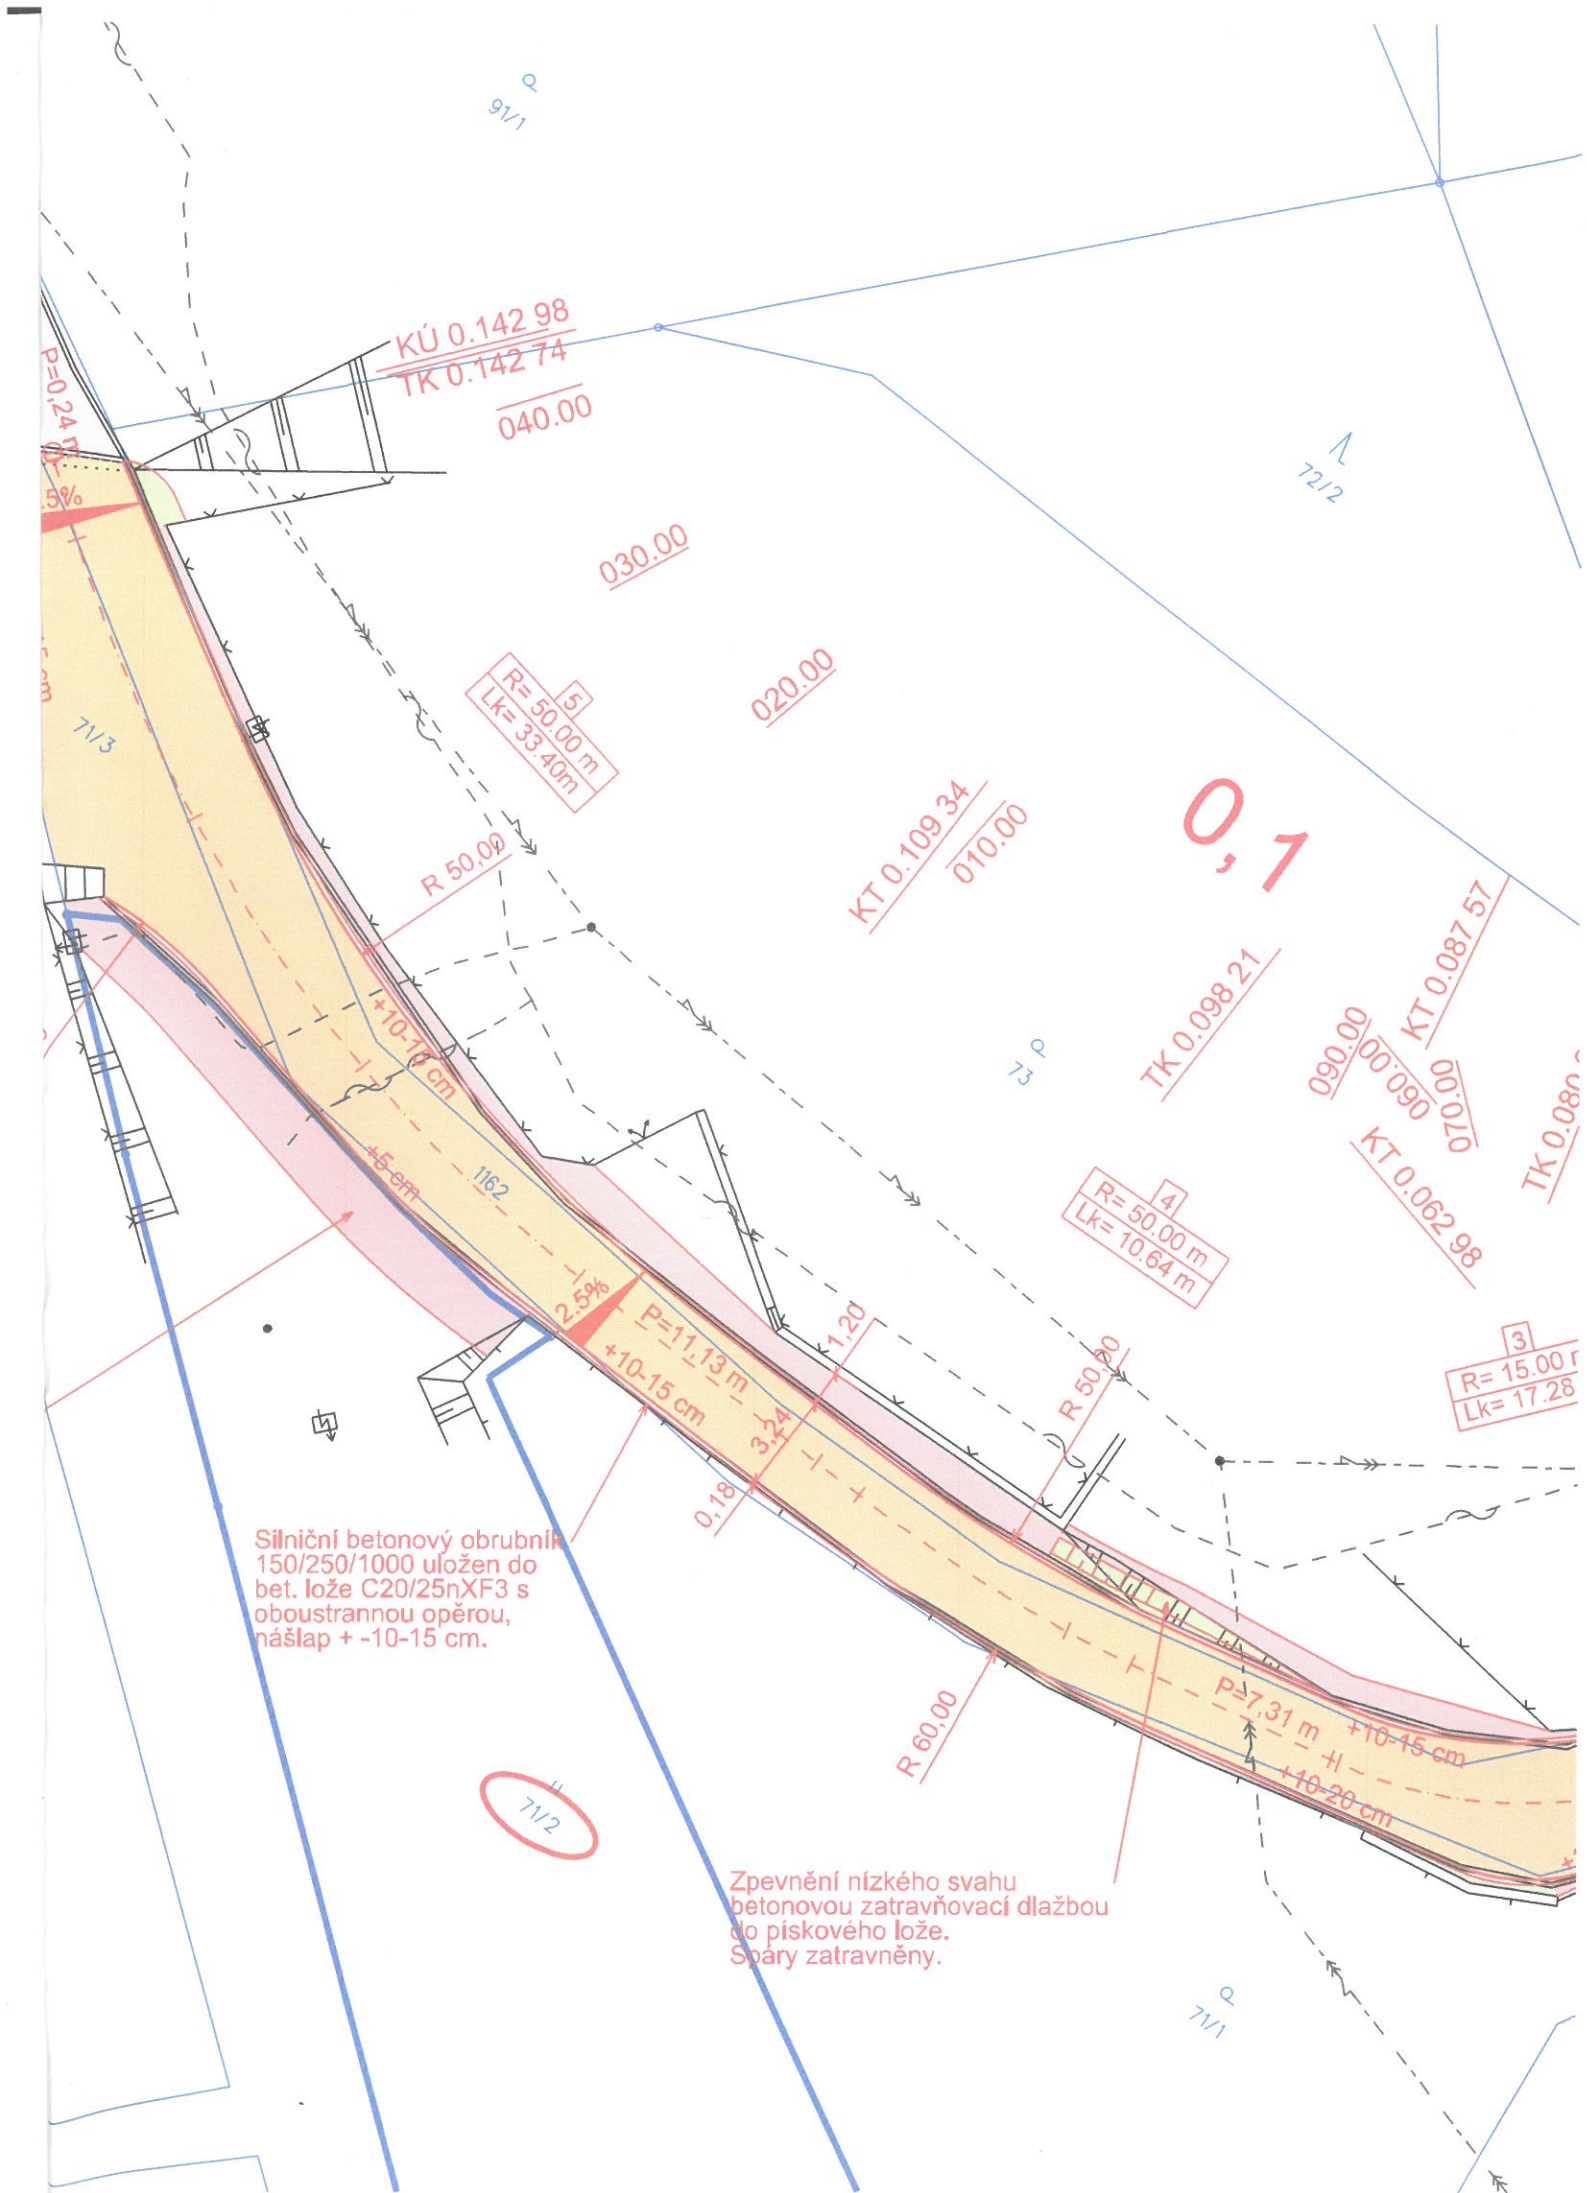 91/1
KÚ 0.142 98
TK 0.142 74
040.00
P=0,24 m
72/2
.5%
030.00
5
R= 50.00 m
Lk= 33.40m
020.00
71/3
0,1
KT 0.109 34
010.00
R 50,00
KT 0.087 57
TK 0.098 21
090.00
060.00
070.00
KT 0.062 98
+10-15 cm
73
+5 cm
1162
4
R= 50.00 m
Lk= 10.64 m
2.5%
P=11,13 m
+10-15 cm
1,20
3,24
0,18
R 50,00
3
R= 15.00
Lk= 17.28
Silniční betonový obrubník
150/250/1000 uložen do
bet. lože C20/25nXF3 s
oboustrannou opěrou,
nášlap + -10-15 cm.
R 60,00
P=7,31 m
+10-15 cm
+10-20 cm
71/2
Zpevnění nízkého svahu
betonovou zatravňovací dlažbou
do pískového lože.
Spáry zatravněny.
71/1